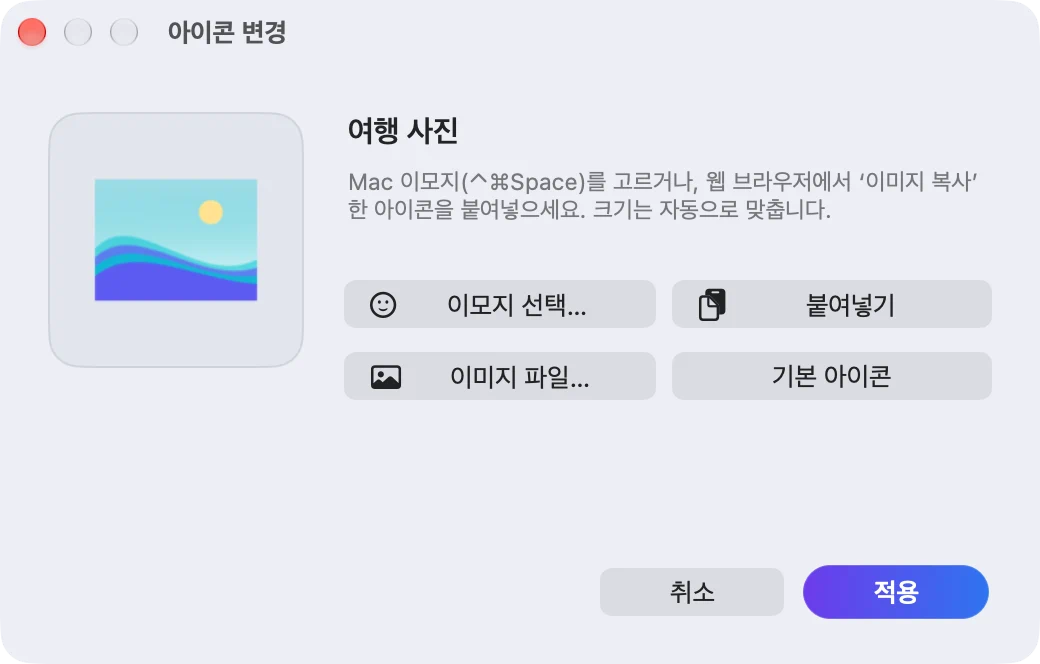 아이콘 변경
여행 사진
Mac 이모지(^⌘Space)를 고르거나, 웹 브라우저에서 ‘이미지 복사’
한 아이콘을 붙여넣으세요. 크기는 자동으로 맞춥니다.
이모지 선택...
붙여넣기
이미지 파일...
기본 아이콘
취소
적용